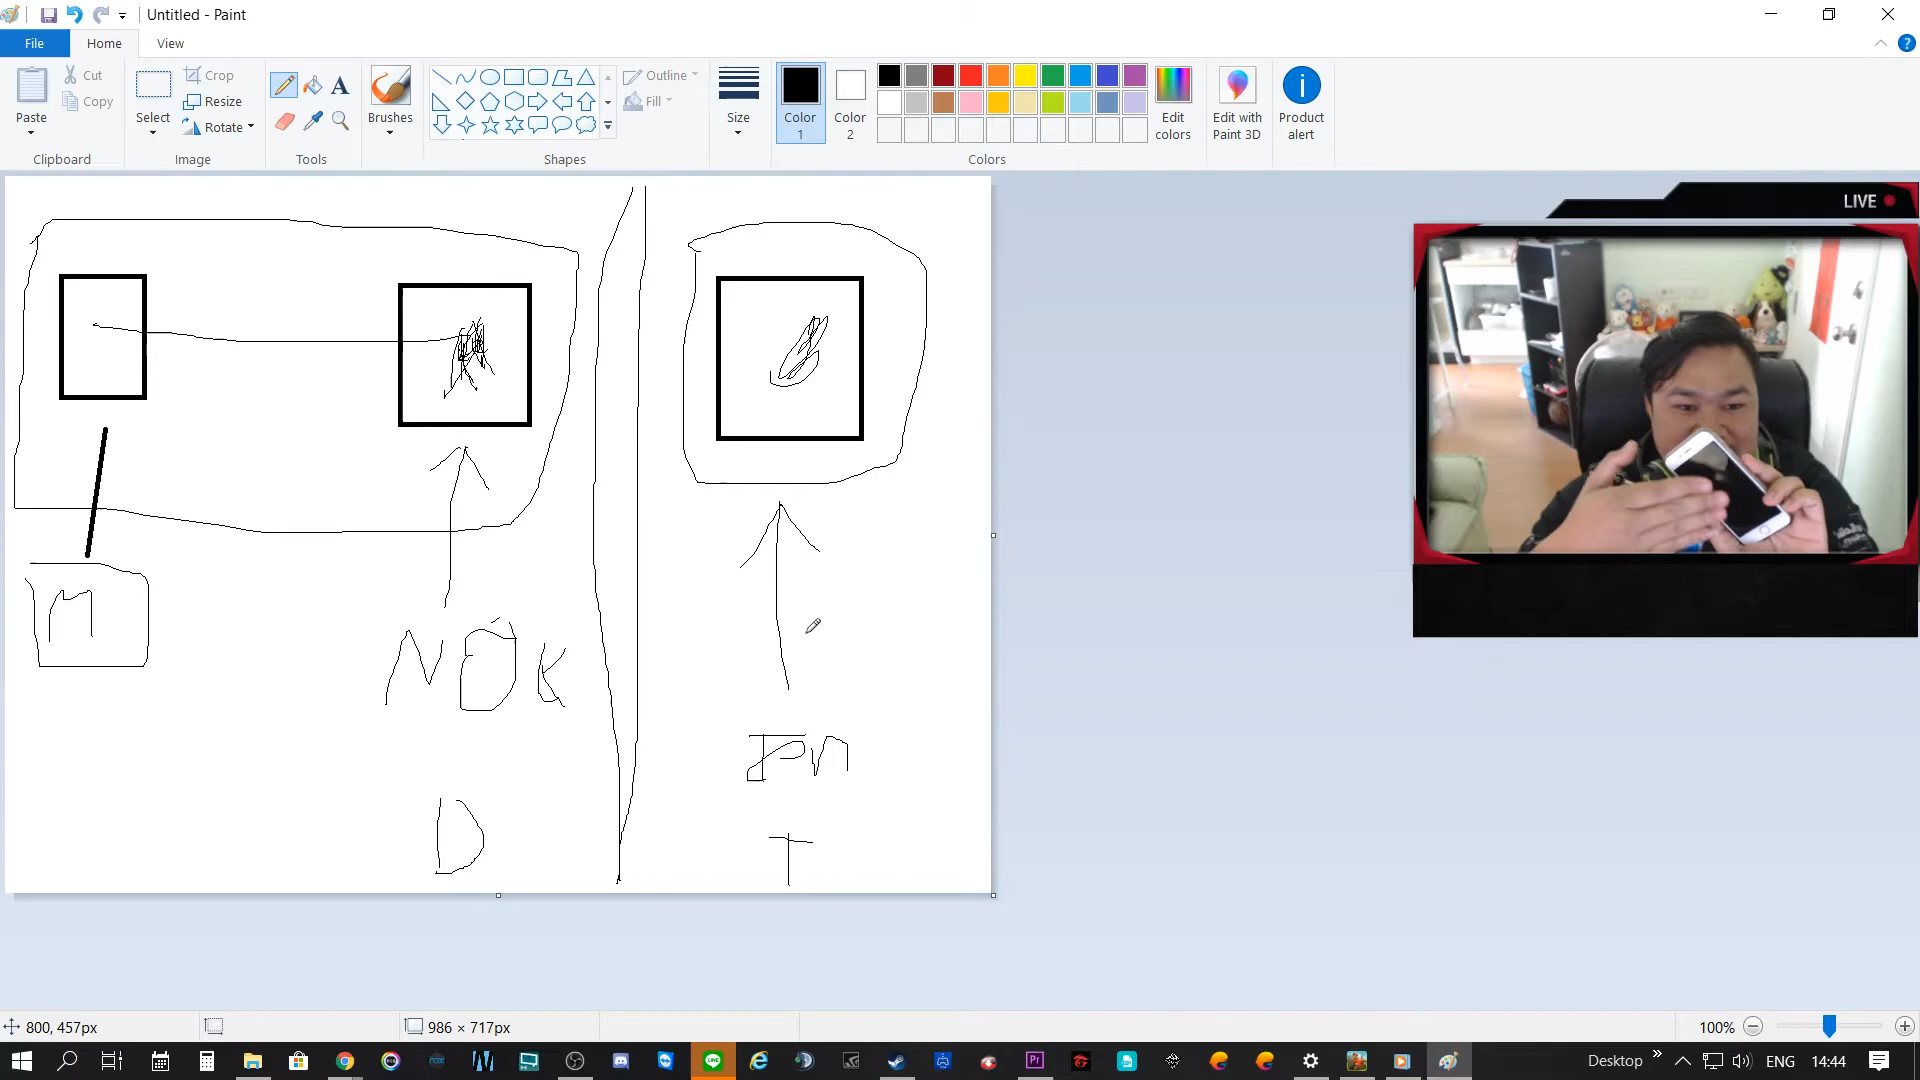 Untitled - Paint
File
Home
View
Paste
Cut
Copy
Clipboard
Select
Crop
Resize
Rotate
Image
Tools
Brushes
Shapes
Outline
Fill
Size
Color
1
Color
2
Colors
Edit
colors
Edit with
Paint 3D
Product
alert
LIVE
M
NOK
D
T
800, 457px
986 × 717px
100%
Desktop
ENG
14:44
Pr